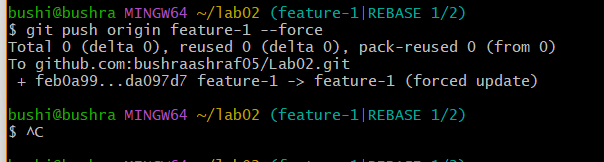 bushi@bushra MINGW64 ~/lab02 (feature-1|REBASE 1/2)
$ git push origin feature-1 --force
Total 0 (delta 0), reused 0 (delta 0), pack-reused 0 (from 0)
To github.com:bushraashraf05/Lab02.git
 + feb0a99...da097d7 feature-1 -> feature-1 (forced update)
bushi@bushra MINGW64 ~/lab02 (feature-1|REBASE 1/2)
$ ^C